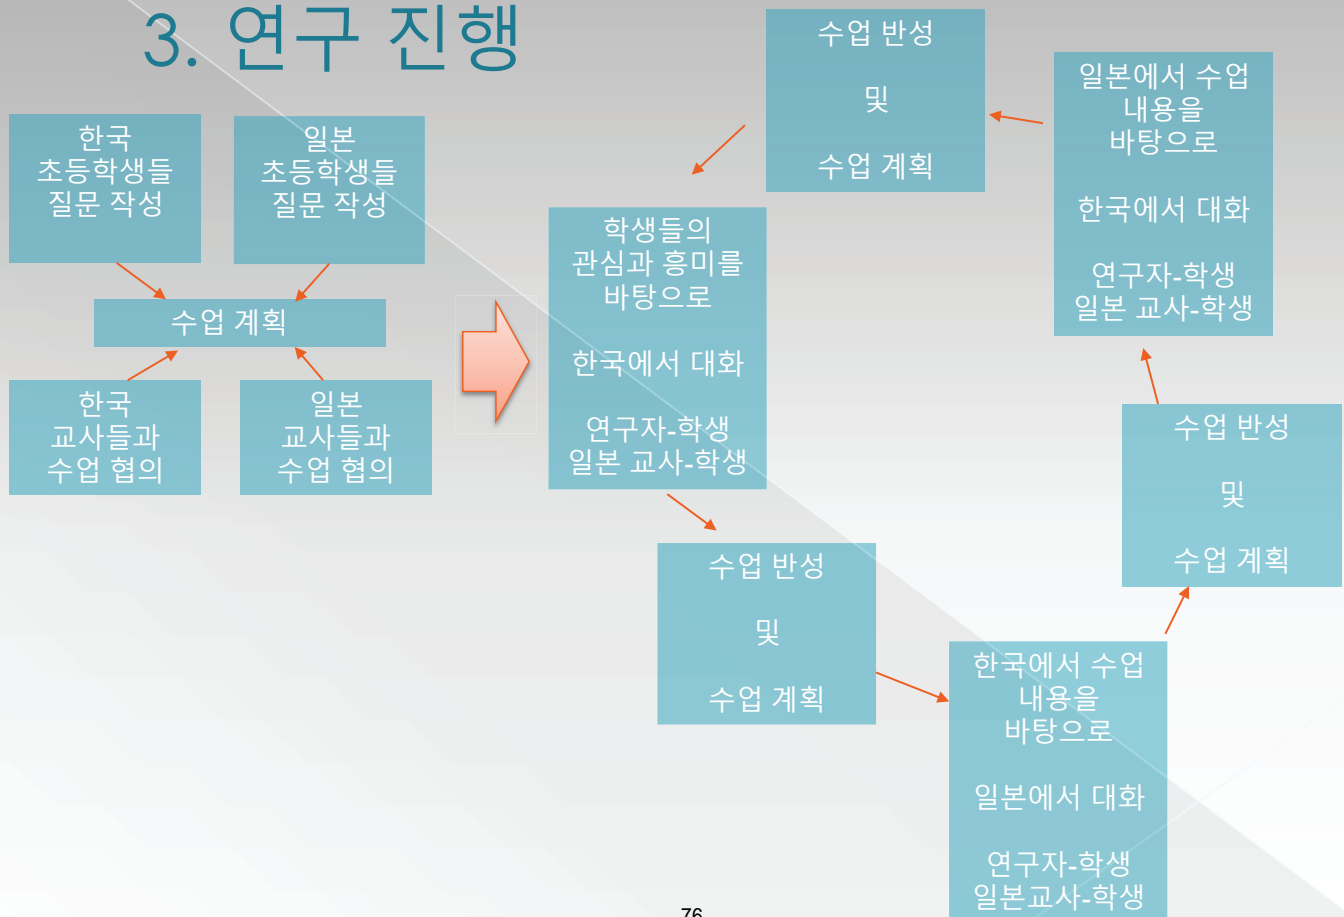 3. 연구 진행
한국
초등학생들
질문 작성
일본
초등학생들
질문 작성
수업 계획
한국
교사들과
수업 협의
일본
교사들과
수업 협의
학생들의
관심과 흥미를
바탕으로
한국에서 대화
연구자-학생
일본 교사-학생
수업 반성
및
수업 계획
한국에서 수업
내용을
바탕으로
일본에서 대화
연구자-학생
일본교사-학생
수업 반성
및
수업 계획
일본에서 수업
내용을
바탕으로
한국에서 대화
연구자-학생
일본 교사-학생
수업 반성
및
수업 계획
76